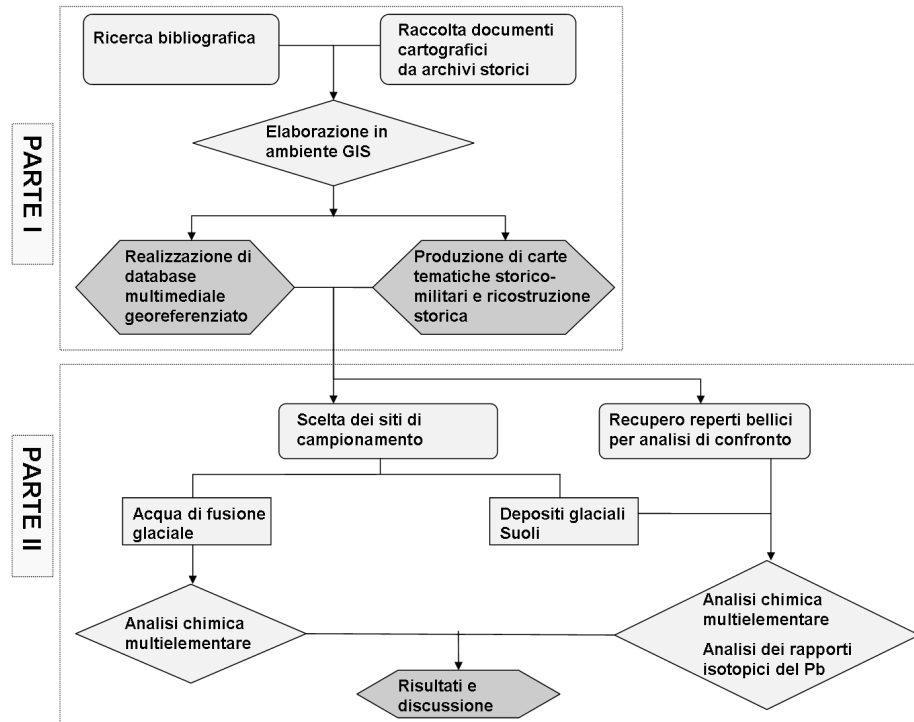 PARTE I
Ricerca bibliografica
Raccolta documenti
cartografici
da archivi storici
Elaborazione in
ambiente GIS
Realizzazione di
database
multimediale
georeferenziato
Produzione di carte
tematiche storico-
militari e ricostruzione
storica
PARTE II
Scelta dei siti di
campionamento
Recupero reperti bellici
per analisi di confronto
Acqua di fusione
glaciale
Depositi glaciali
Suoli
Analisi chimica
multielementare
Analisi chimica
multielementare
Analisi dei rapporti
isotopici del Pb
Risultati e
discussione